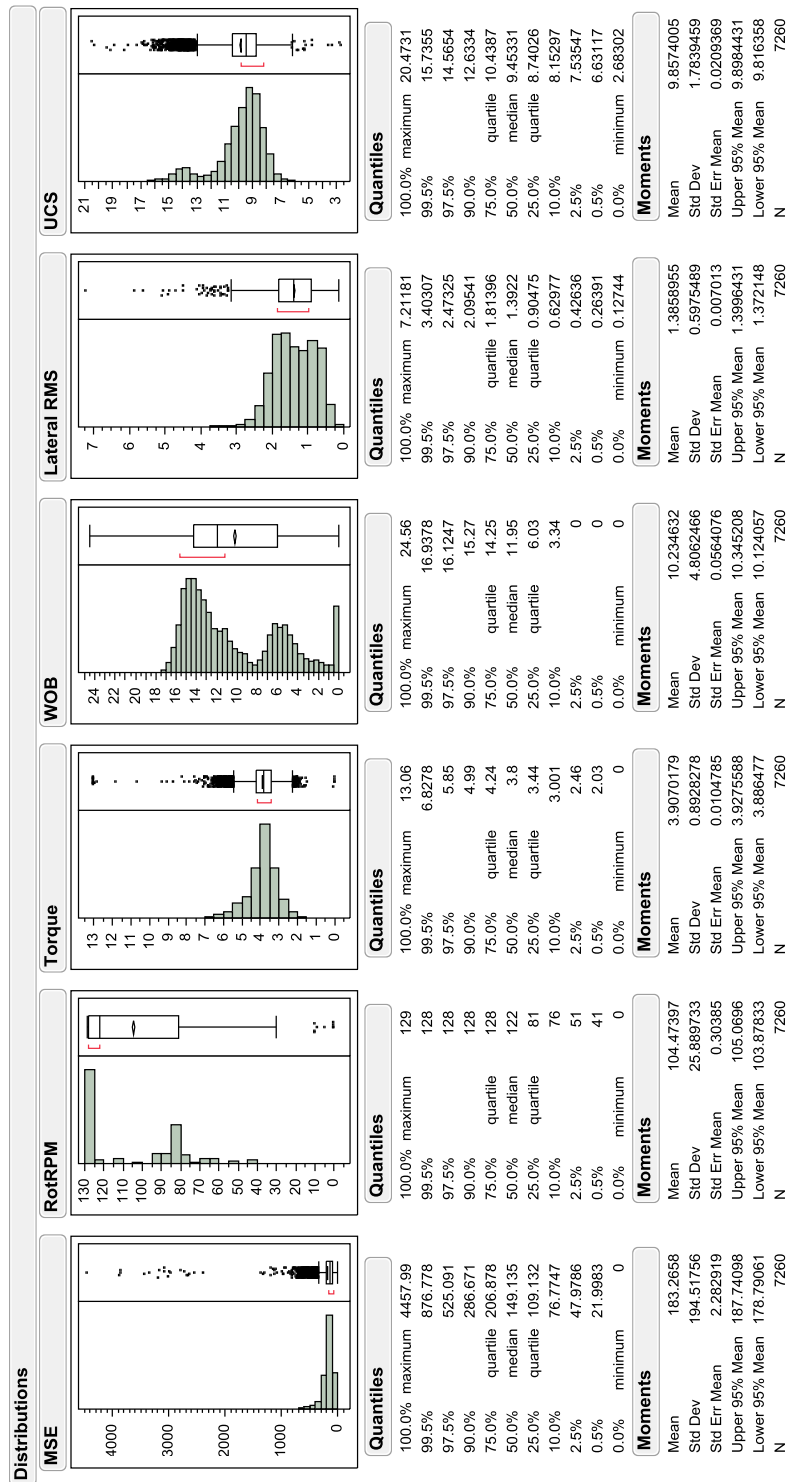 Distributions
MSE
4000
3000
2000
1000
0
Quantiles
100.0% maximum 4457.99
99.5% 876.778
97.5% 525.091
90.0% 286.671
75.0% quartile 206.878
50.0% median 149.135
25.0% quartile 109.132
10.0% 76.7747
2.5% 47.9786
0.5% 21.9983
0.0% minimum 0
Moments
Mean 183.2658
Std Dev 194.51756
Std Err Mean 2.282919
Upper 95% Mean 187.74098
Lower 95% Mean 178.79061
N 7260
RotRPM
130
120
110
100
90
80
70
60
40
30
10
0
Quantiles
100.0% maximum 129
99.5% 128
97.5% 128
90.0% 128
75.0% quartile 128
50.0% median 122
25.0% quartile 81
10.0% 76
2.5% 51
0.5% 41
0.0% minimum 0
Moments
Mean 104.47397
Std Dev 25.889733
Std Err Mean 0.30385
Upper 95% Mean 105.0696
Lower 95% Mean 103.87833
N 7260
Torque
13
11
10
9
8
7
6
5
4
3
2
1
0
Quantiles
100.0% maximum 13.06
99.5% 6.8278
97.5% 5.85
90.0% 4.99
75.0% quartile 4.24
50.0% median 3.8
25.0% quartile 3.44
10.0% 3.001
2.5% 2.46
0.5% 2.03
0.0% minimum 0
Moments
Mean 3.9070179
Std Dev 0.8928278
Std Err Mean 0.0104785
Upper 95% Mean 3.9275588
Lower 95% Mean 3.886477
N 7260
WOB
24
22
20
18
16
14
12
10
8
6
4
2
0
Quantiles
100.0% maximum 24.56
99.5% 16.9378
97.5% 16.1247
90.0% 15.27
75.0% quartile 14.25
50.0% median 11.95
25.0% quartile 6.03
10.0% 3.34
2.5% 0
0.5% 0
0.0% minimum 0
Moments
Mean 10.234632
Std Dev 4.8062466
Std Err Mean 0.0564076
Upper 95% Mean 10.345208
Lower 95% Mean 10.124057
N 7260
Lateral RMS
7
6
5
4
3
2
1
0
Quantiles
100.0% maximum 7.21181
99.5% 3.40307
97.5% 2.47325
90.0% 2.09541
75.0% quartile 1.81396
50.0% median 1.3922
25.0% quartile 0.90475
10.0% 0.62977
2.5% 0.42636
0.5% 0.26391
0.0% minimum 0.12744
Moments
Mean 1.3858955
Std Dev 0.5975489
Std Err Mean 0.007013
Upper 95% Mean 1.3996431
Lower 95% Mean 1.372148
N 7260
UCS
21
19
17
15
13
11
9
7
5
3
Quantiles
100.0% maximum 20.4731
99.5% 15.7355
97.5% 14.5654
90.0% 12.6334
75.0% quartile 10.4387
50.0% median 9.45331
25.0% quartile 8.74026
10.0% 8.15297
2.5% 7.53547
0.5% 6.63117
0.0% minimum 2.68302
Moments
Mean 9.8574005
Std Dev 1.7839459
Std Err Mean 0.0209369
Upper 95% Mean 9.8984431
Lower 95% Mean 9.816358
N 7260